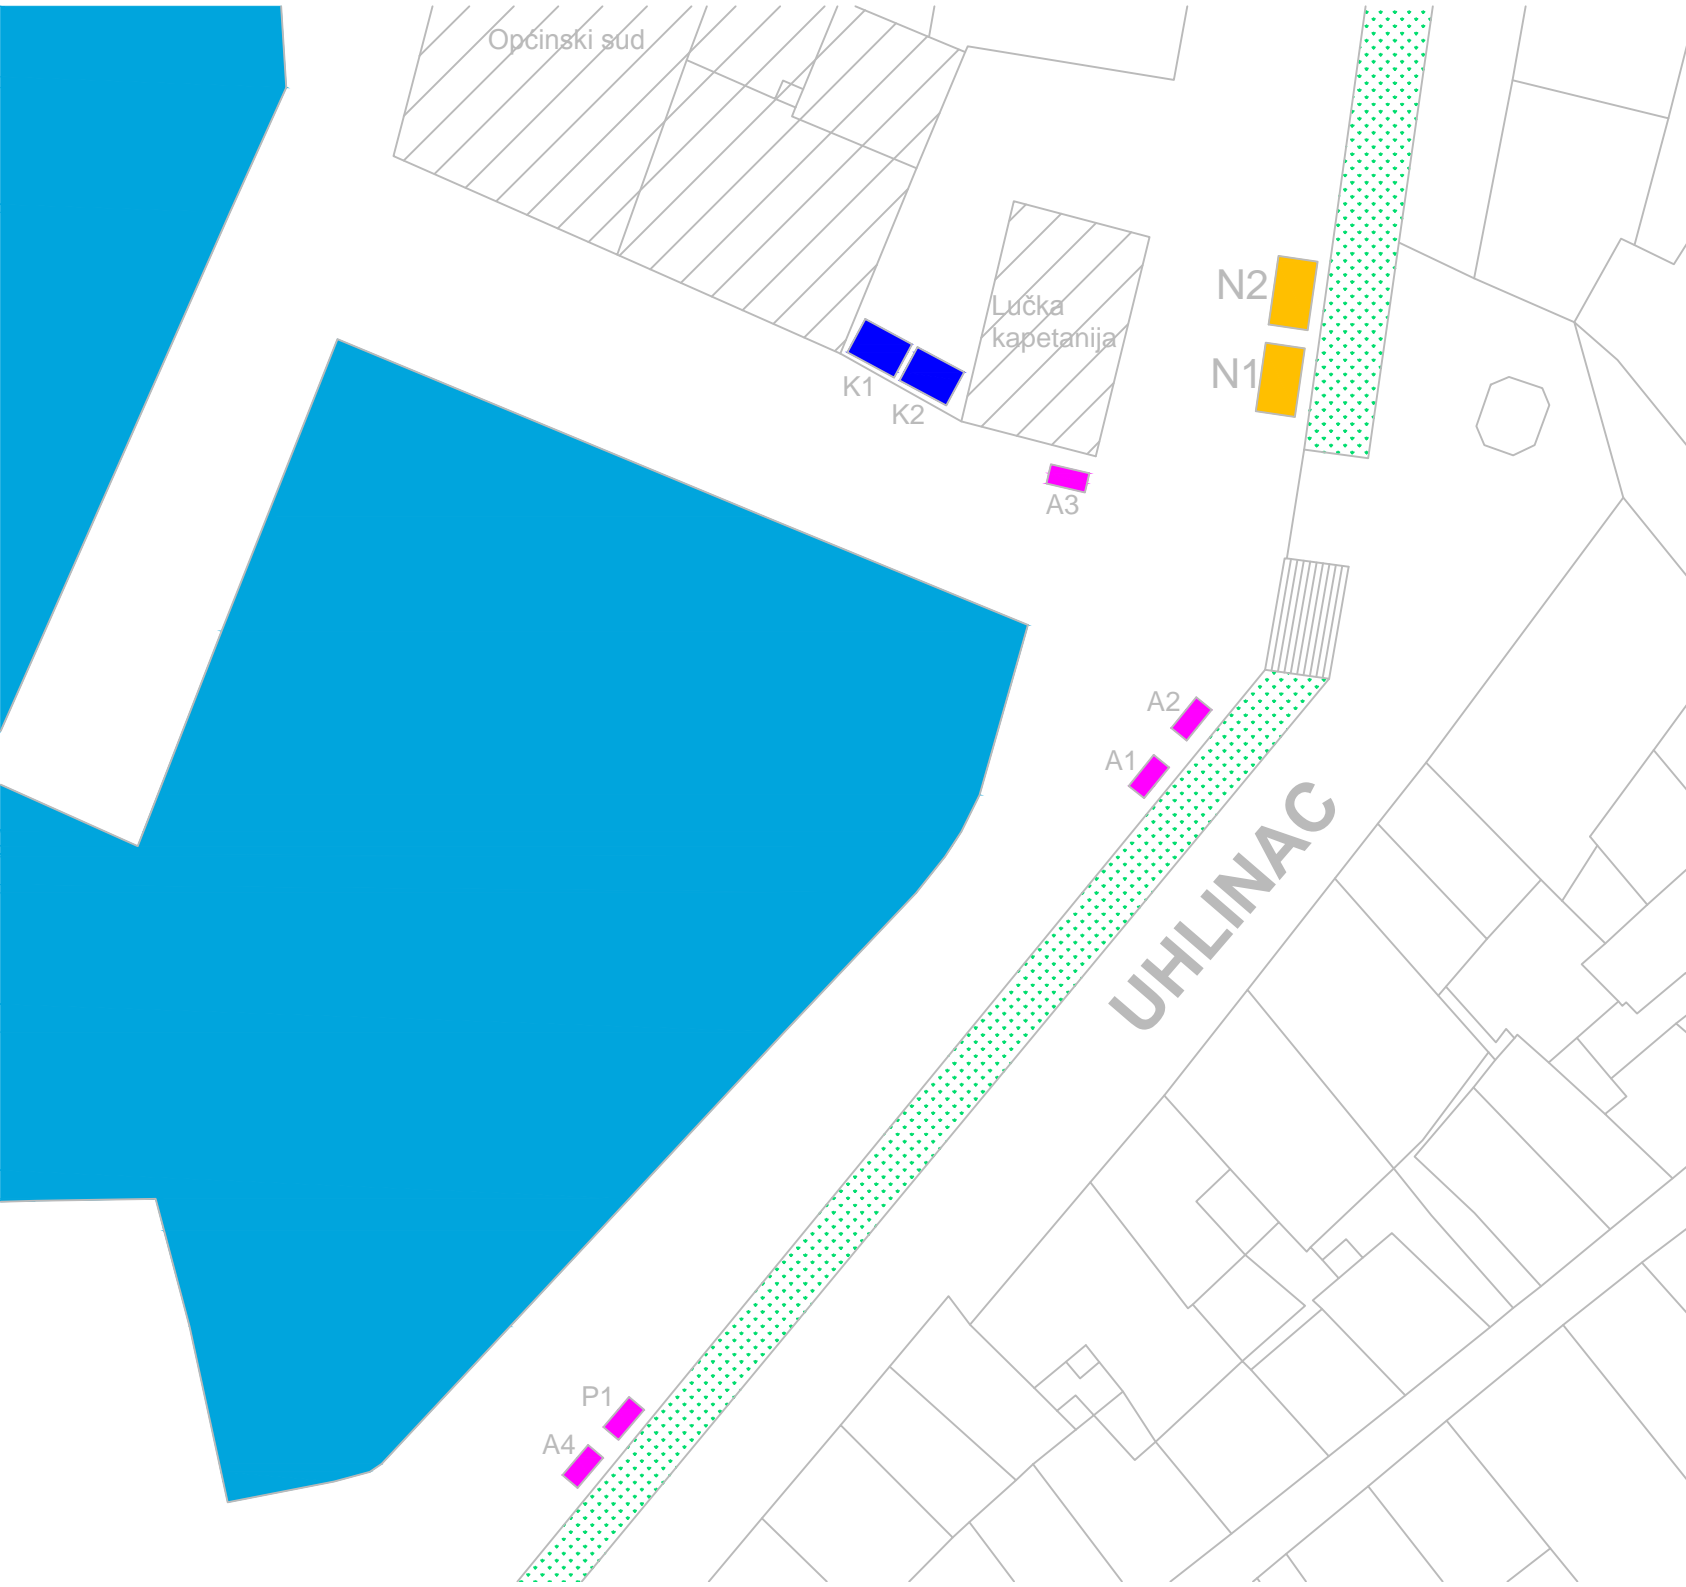 Općinski sud
N2
Lučka
kapetanija
N1
K1
K2
A3
A2
A1
UHLINAC
P1
A4